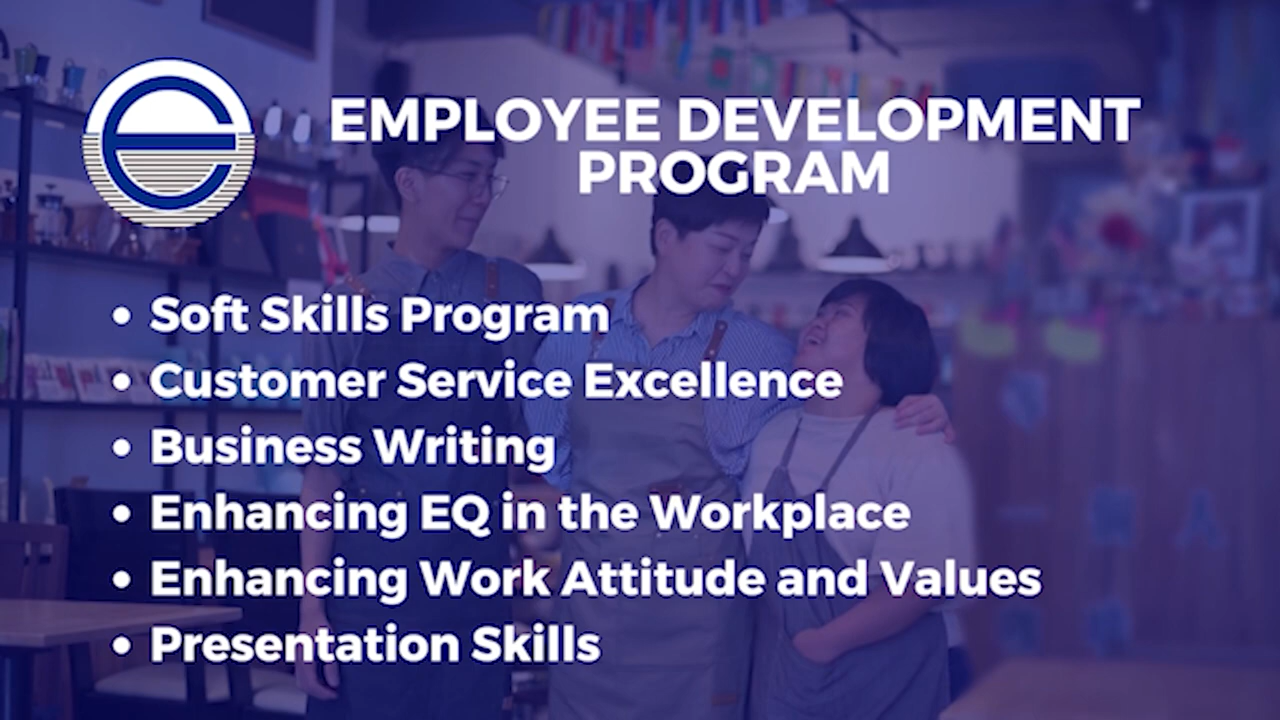 EMPLOYEE DEVELOPMENT
PROGRAM
• Soft Skills Program
• Customer Service Excellence
• Business Writing
• Enhancing EQ in the Workplace
• Enhancing Work Attitude and Values
• Presentation Skills